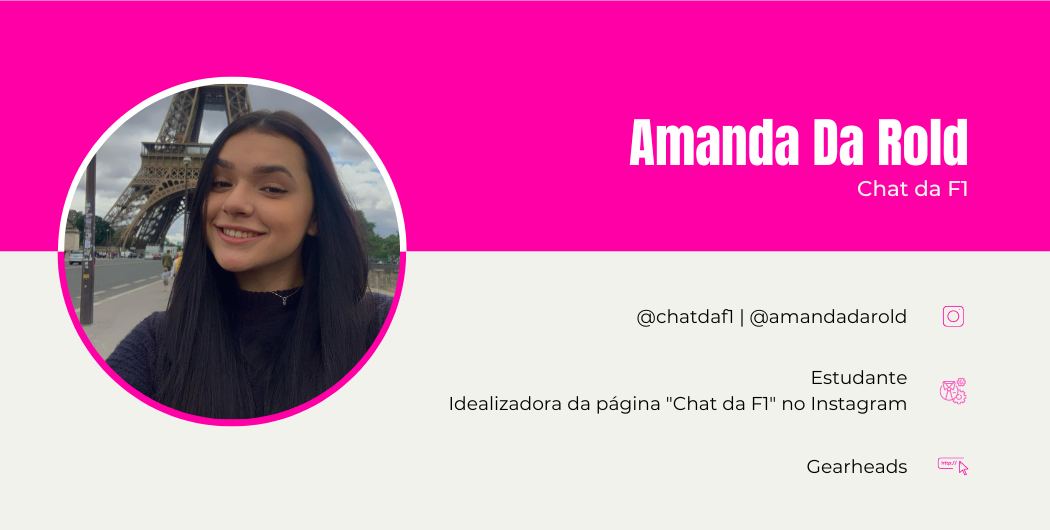 Amanda Da Rold
Chat da F1
@chatdaf1 | @amandadarold
Estudante
Idealizadora da página "Chat da F1" no Instagram
Gearheads
http://